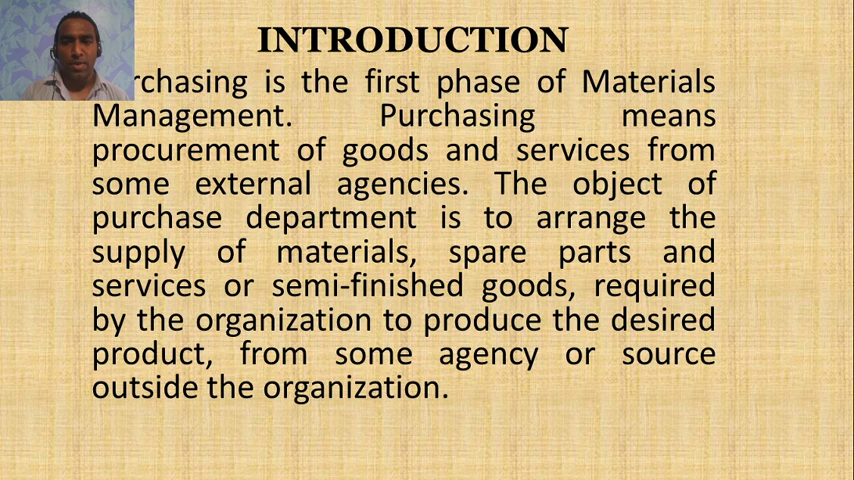 INTRODUCTION
rchasing is the first phase of Materials
Management. Purchasing means
procurement of goods and services from
some external agencies. The object of
purchase department is to arrange the
supply of materials, spare parts and
services or semi-finished goods, required
by the organization to produce the desired
product, from some agency or source
outside the organization.